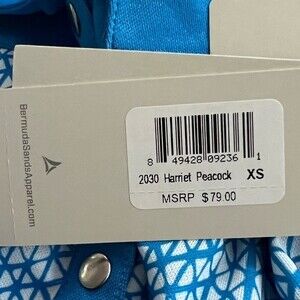 BermudaSandsApparel.com
8 49428 09236 1
2030 Harriet Peacock XS
MSRP $79.00